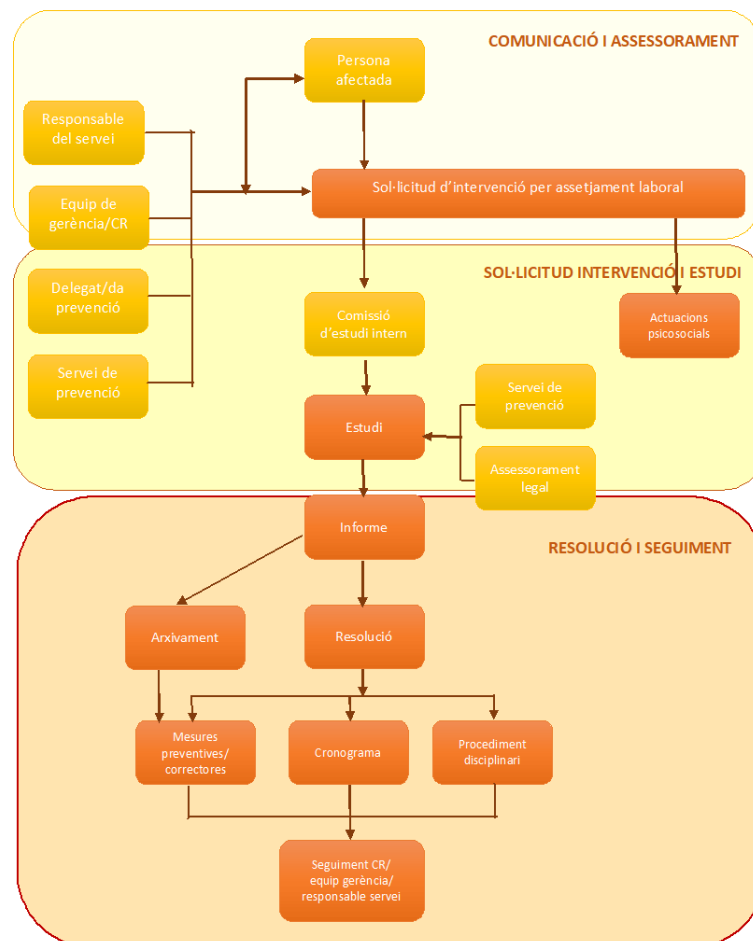 COMUNICACIÓ I ASSESSORAMENT
Persona
afectada
Responsable
del servei
Sol·licitud d'intervenció per assetjament laboral
Equip de
gerència/CR
SOL·LICITUD INTERVENCIÓ I ESTUDI
Delegat/da
prevenció
Comissió
d'estudi intern
Actuacions
psicosocials
Servei de
prevenció
Servei de
prevenció
Estudi
Assessorament
legal
Informe
RESOLUCIÓ I SEGUIMENT
Arxivament
Resolució
Mesures
preventives/
correctores
Cronograma
Procediment
disciplinari
Seguiment CR/
equip gerència/
responsable servei